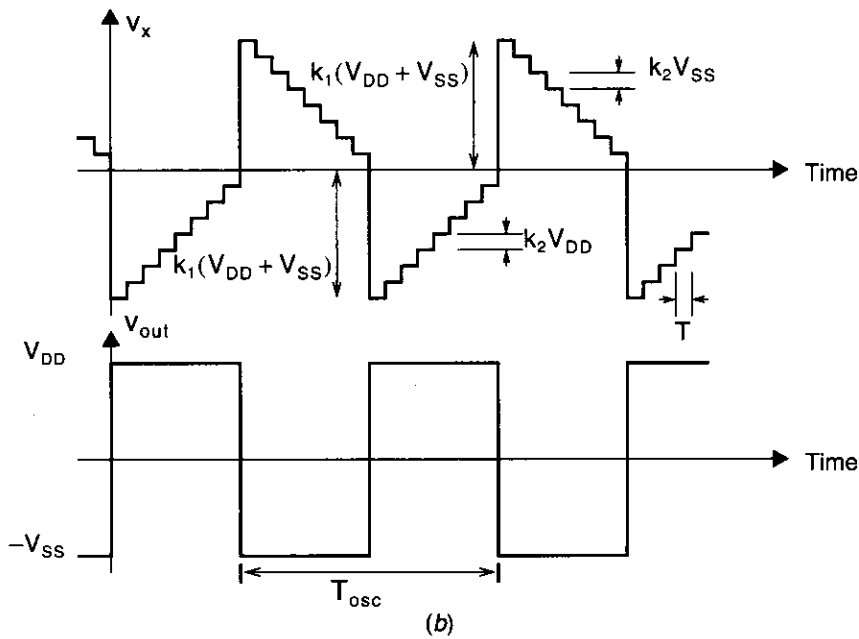 v_x
k_1(V_DD + V_SS)
k_2V_SS
Time
k_2V_DD
k_1(V_DD + V_SS)
T
v_out
V_DD
Time
-V_SS
T_osc
(b)